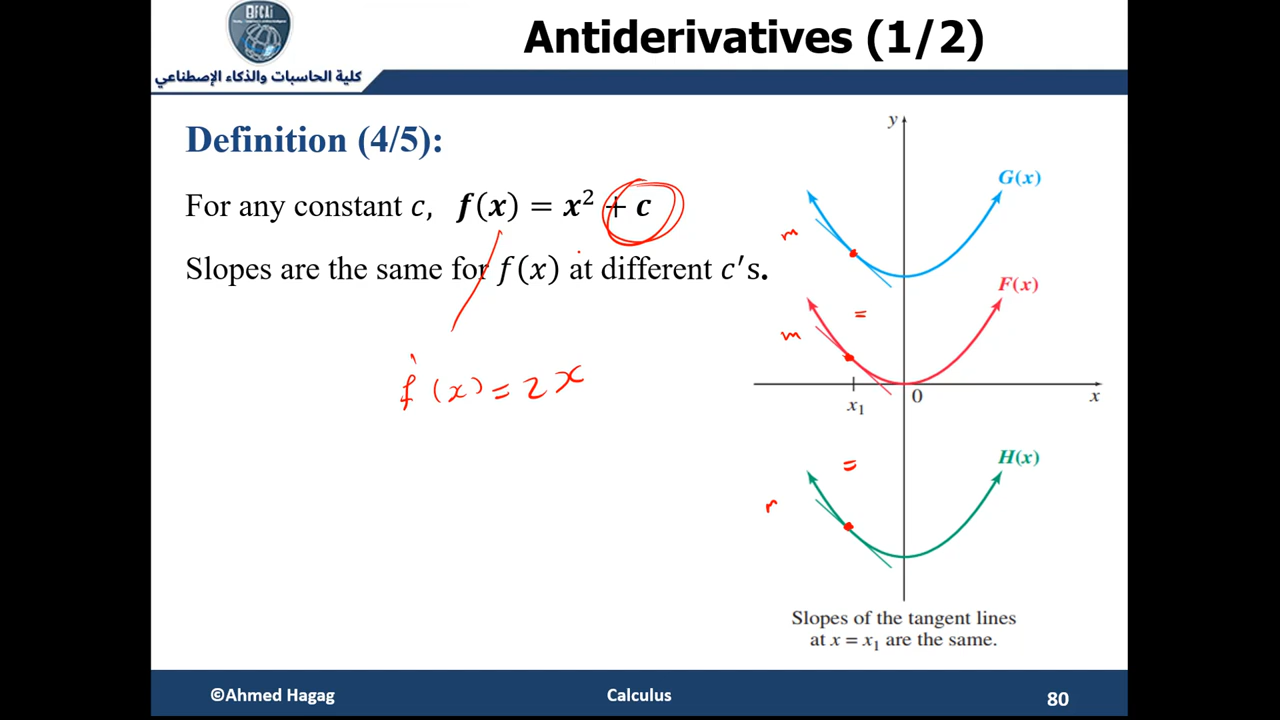 FCAi
Antiderivatives (1/2)
كلية الحاسبات والذكاء الإصطناعي
Definition (4/5):
For any constant c, f(x) = x² + c
Slopes are the same for f(x) at different c's.
f'(x) = 2x
y
G(x)
m
F(x)
=
m
x₁
0
x
=
H(x)
Slopes of the tangent lines
at x = x₁ are the same.
©Ahmed Hagag
Calculus
80